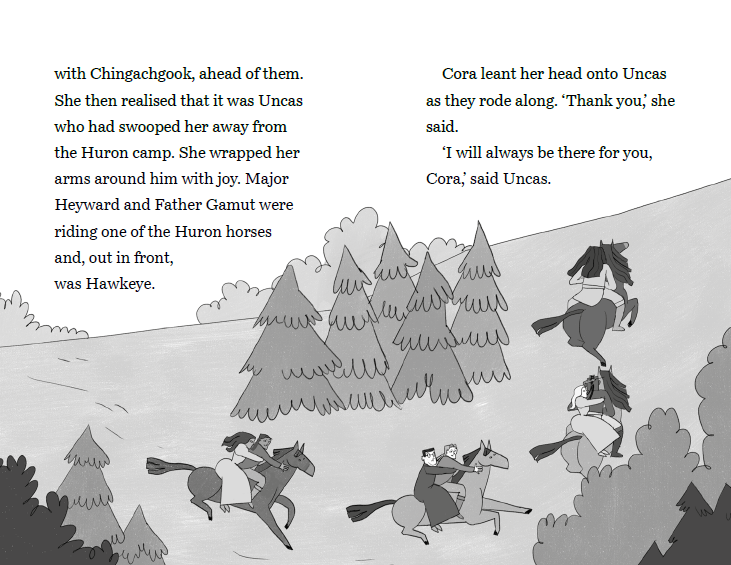 with Chingachgook, ahead of them.
She then realised that it was Uncas
who had swooped her away from
the Huron camp. She wrapped her
arms around him with joy. Major
Heyward and Father Gamut were
riding one of the Huron horses
and, out in front,
was Hawkeye.
Cora leant her head onto Uncas
as they rode along. ‘Thank you,’ she
said.
‘I will always be there for you,
Cora,’ said Uncas.